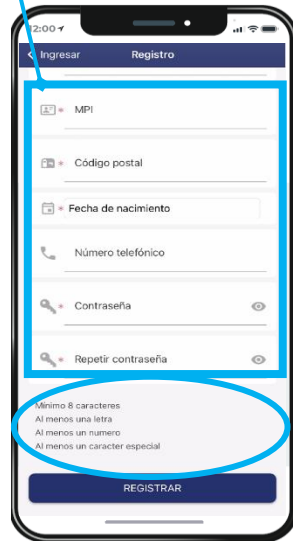 12:00
Ingresar Registro
* MPI
* Código postal
* Fecha de nacimiento
Número telefónico
* Contraseña
* Repetir contraseña
Mínimo 8 caracteres
Al menos una letra
Al menos un numero
Al menos un caracter especial
REGISTRAR